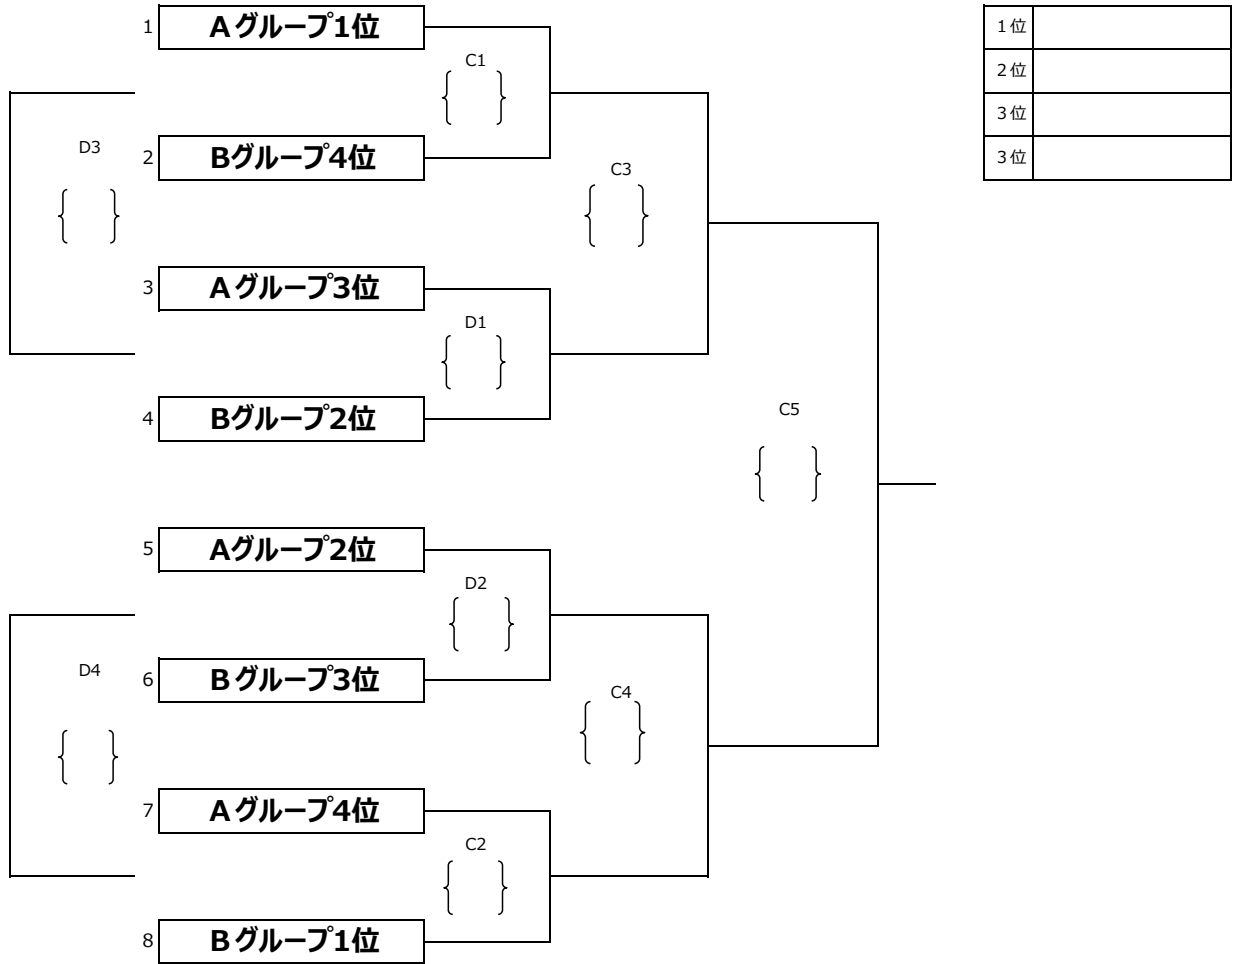 1 Aグループ1位
C1
D3
2 Bグループ4位
C3
3 Aグループ3位
D1
4 Bグループ2位
C5
5 Aグループ2位
D2
D4
6 Bグループ3位
C4
7 Aグループ4位
C2
8 Bグループ1位
1位
2位
3位
3位